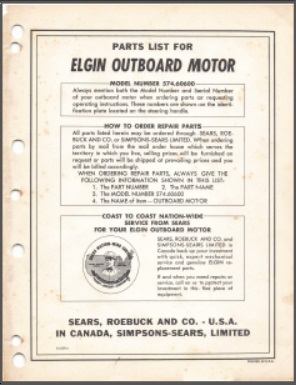 PARTS LIST FOR
ELGIN OUTBOARD MOTOR
MODEL NUMBER 574.60600
Always mention both the Model Number and Serial Number
of your outboard motor when ordering parts or requesting
operating instructions. These numbers are shown on the identi-
fication plate located on the steering handle.
HOW TO ORDER REPAIR PARTS
All parts listed herein may be ordered through SEARS, ROE-
BUCK AND CO. or SIMPSONS-SEARS LIMITED. When ordering
parts by mail from the mail order house which serves the
territory in which you live, selling prices will be furnished on
request or parts will be shipped at prevailing prices and you
will be billed accordingly.
WHEN ORDERING REPAIR PARTS, ALWAYS GIVE THE
FOLLOWING INFORMATION SHOWN IN THIS LIST:
1. The PART NUMBER 2. The PART NAME
3. The MODEL NUMBER 574.60600
4. The NAME of Item - OUTBOARD MOTOR
COAST TO COAST NATION-WIDE
SERVICE FROM SEARS
FOR YOUR ELGIN OUTBOARD MOTOR
SEARS, ROEBUCK AND CO. and
SIMPSONS-SEARS LIMITED in
Canada back up your investment
with quick, expert mechanical
service and genuine ELGIN re-
placement parts.
If and when you need repairs or
service, call on us to protect your
investment in this fine piece of
equipment.
SEARS, ROEBUCK AND CO. - U.S.A.
IN CANADA, SIMPSONS-SEARS, LIMITED